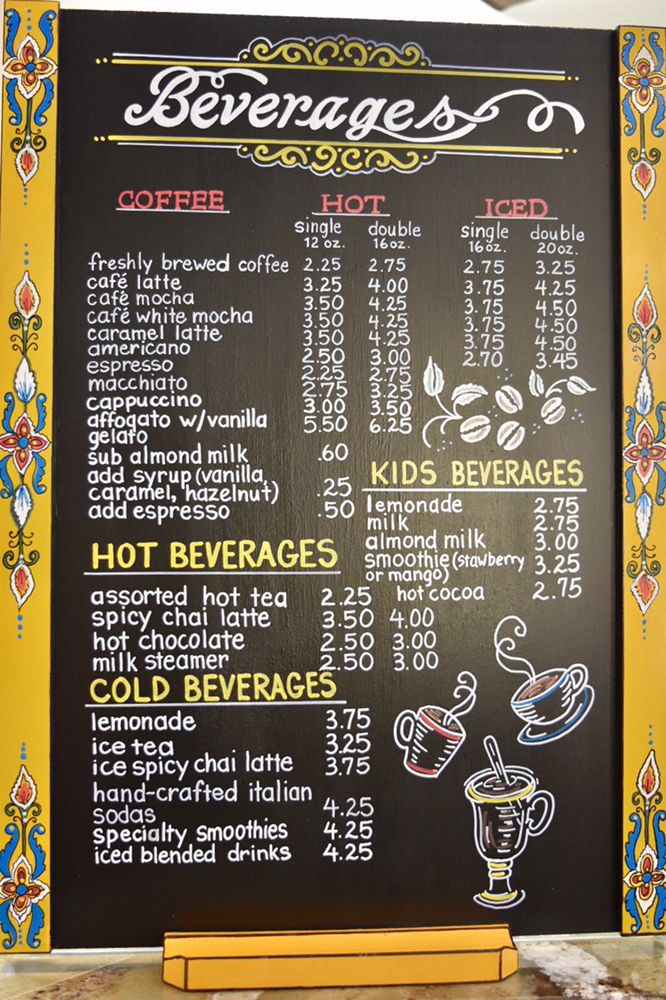 Beverages
COFFEE HOT ICED
single double single double
12 oz. 16oz. 16oz. 20oz.
freshly brewed coffee 2.25 2.75 2.75 3.25
café latte 3.25 4.00 3.75 4.25
café mocha 3.50 4.25 3.75 4.50
café white mocha 3.50 4.25 3.75 4.50
caramel latte 3.50 4.25 3.75 4.50
americano 2.50 3.00 2.70 3.45
espresso 2.25 2.75
macchiato 2.75 3.25
cappuccino 3.00 3.50
affogato w/vanilla 5.50 6.25
gelato
sub almond milk .60
add syrup (vanilla,
caramel, hazelnut) .25
add espresso .50
KIDS BEVERAGES
lemonade 2.75
milk 2.75
almond milk 3.00
smoothie (stawberry 3.25
or mango)
hot cocoa 2.75
HOT BEVERAGES
assorted hot tea 2.25
spicy chai latte 3.50 4.00
hot chocolate 2.50 3.00
milk steamer 2.50 3.00
COLD BEVERAGES
lemonade 3.75
ice tea 3.25
ice spicy chai latte 3.75
hand-crafted italian
sodas 4.25
specialty smoothies 4.25
iced blended drinks 4.25